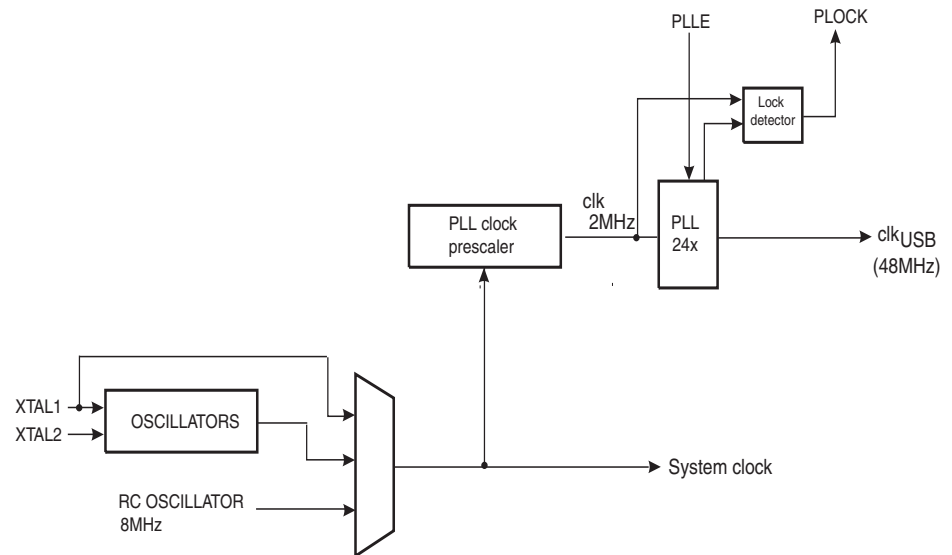 PLLE
PLOCK
Lock
detector
clk
2MHz
PLL clock
prescaler
PLL
24x
clkUSB
(48MHz)
XTAL1
XTAL2
OSCILLATORS
System clock
RC OSCILLATOR
8MHz